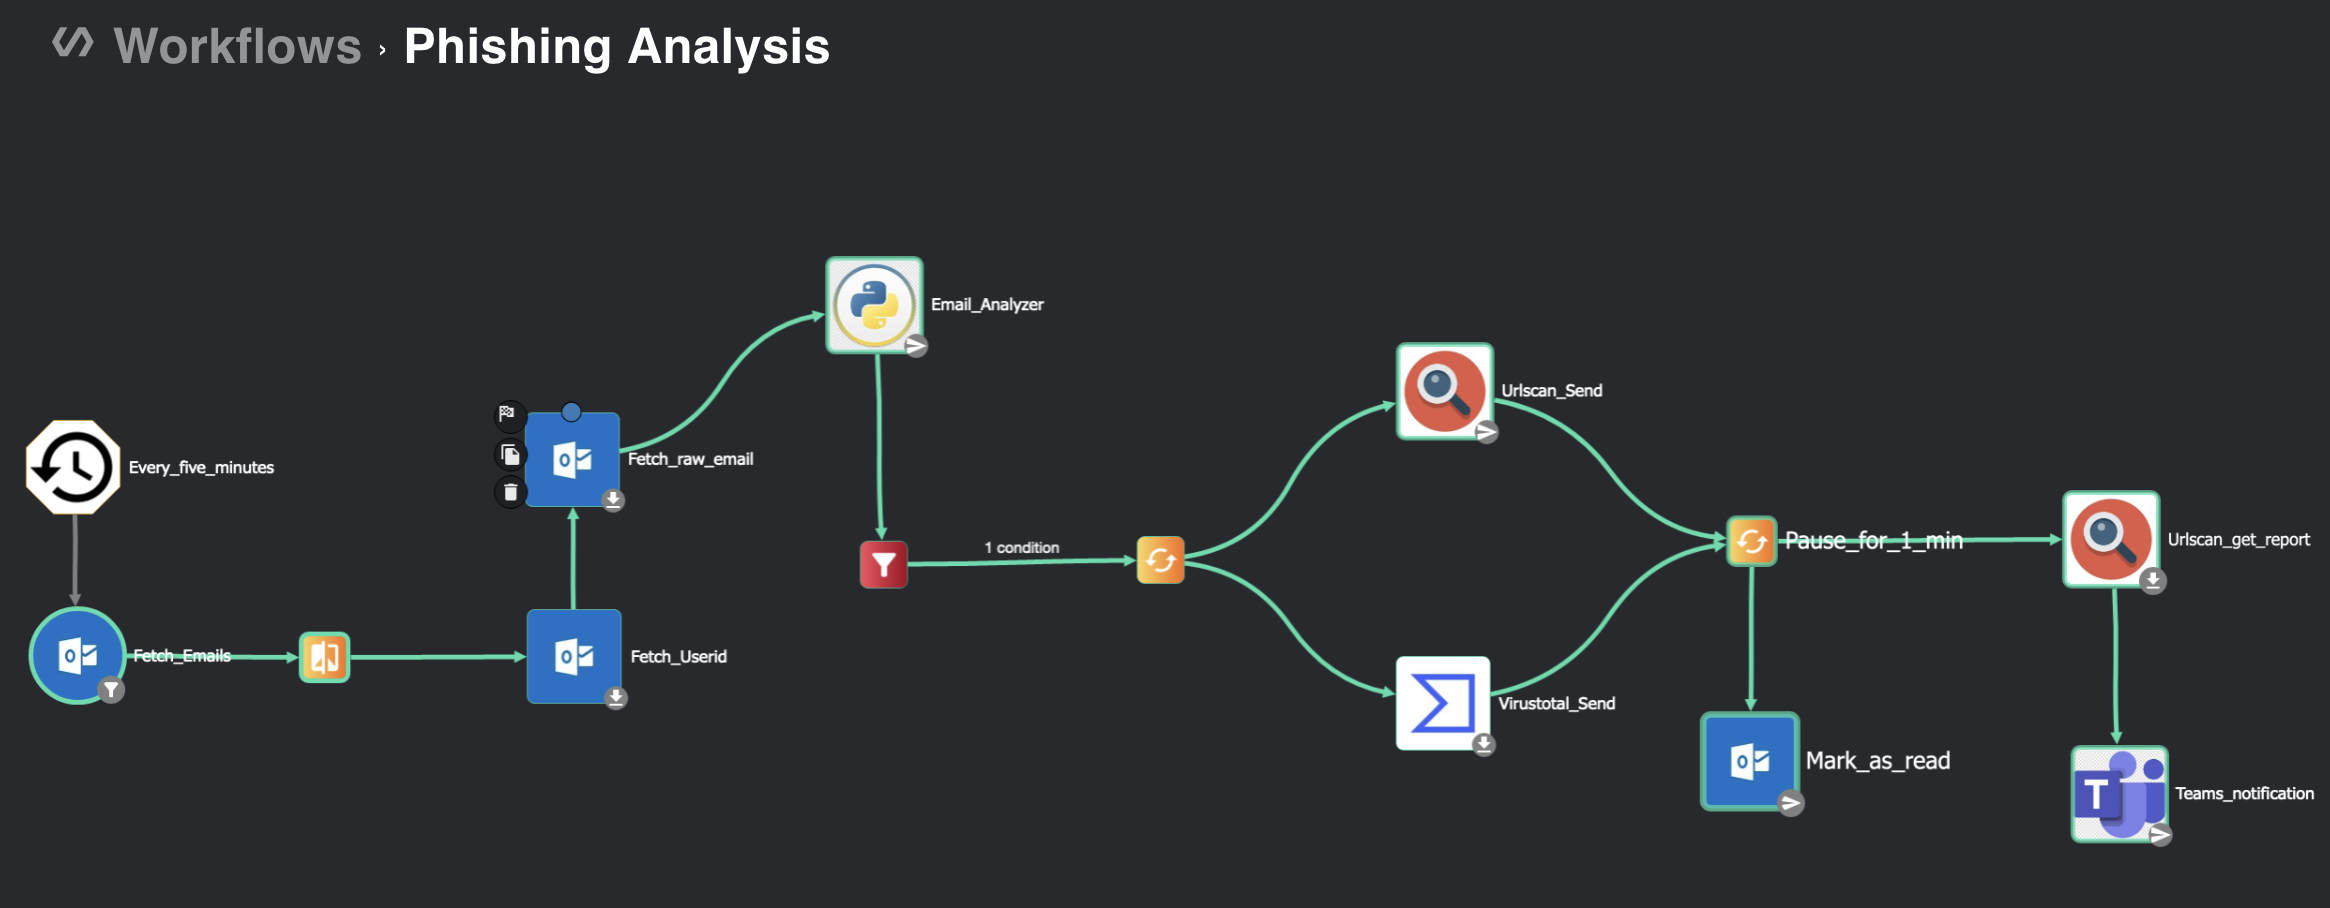 Workflows › Phishing Analysis
Email_Analyzer
Urlscan_Send
Every_five_minutes
Fetch_raw_email
1 condition
Pause_for_1_min
Urlscan_get_report
Fetch_Emails
Fetch_Userid
Virustotal_Send
Mark_as_read
T
Teams_notification